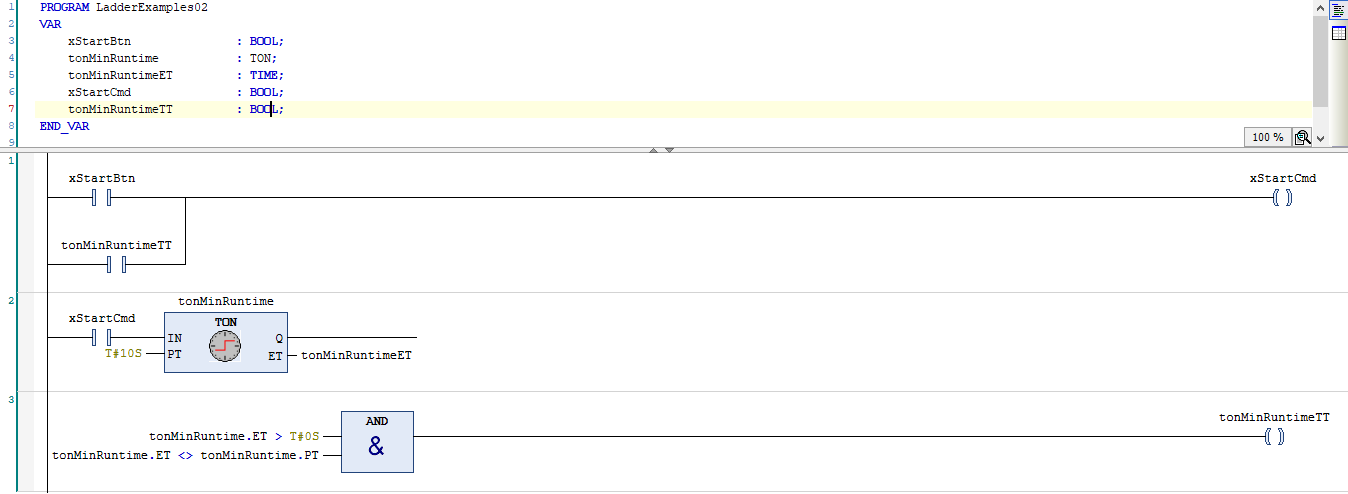 1 PROGRAM LadderExamples02
2 VAR
3 xStartBtn : BOOL;
4 tonMinRuntime : TON;
5 tonMinRuntimeET : TIME;
6 xStartCmd : BOOL;
7 tonMinRuntimeTT : BOOL;
8 END_VAR
9
100 %
1
xStartBtn xStartCmd
tonMinRuntimeTT
2
tonMinRuntime
xStartCmd TON
IN Q
T#10S PT ET tonMinRuntimeET
3
tonMinRuntimeTT
AND
tonMinRuntime.ET > T#0S
&
tonMinRuntime.ET <> tonMinRuntime.PT